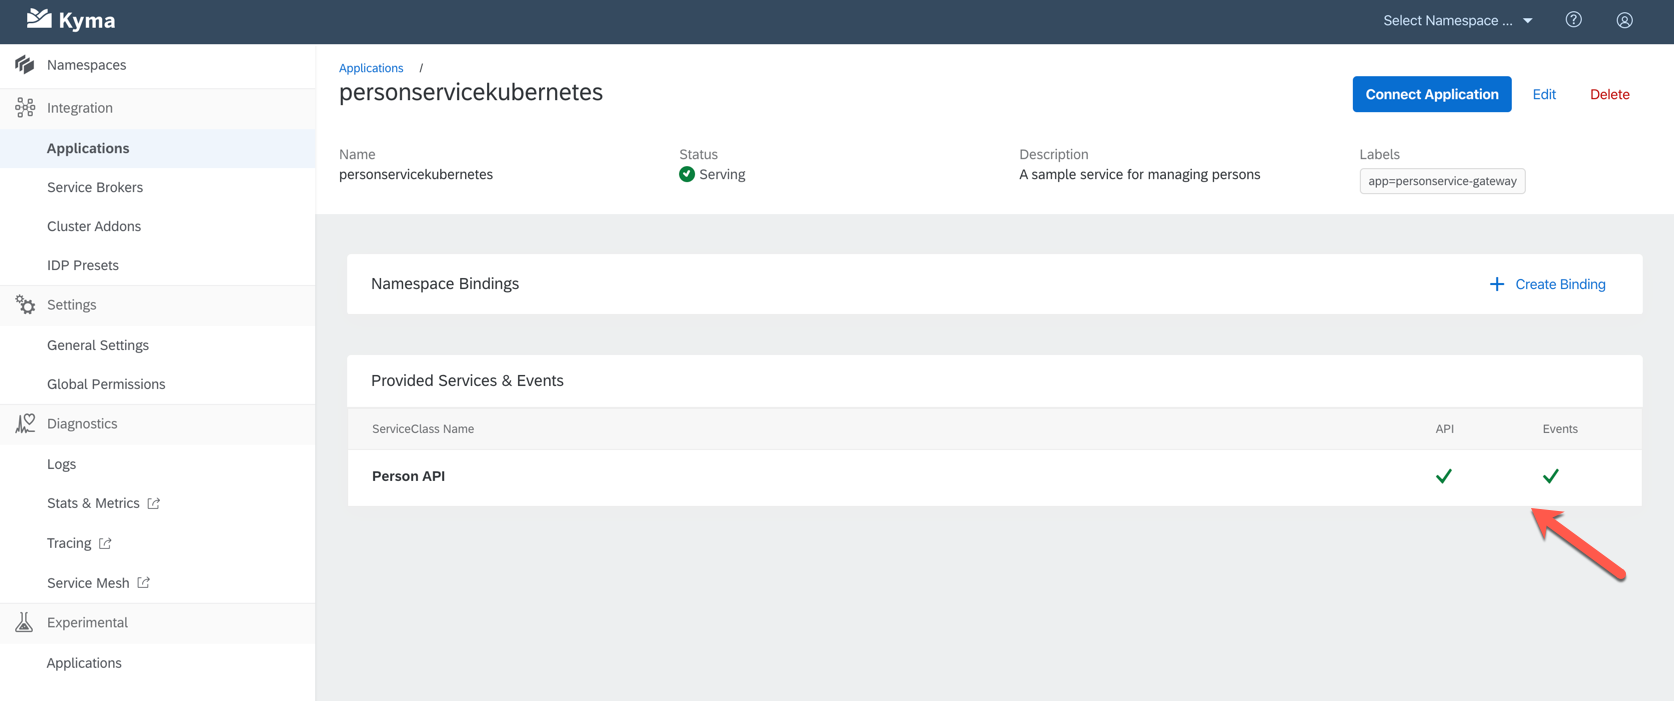 Kyma
Select Namespace ...
Namespaces
Integration
Applications
Service Brokers
Cluster Addons
IDP Presets
Settings
General Settings
Global Permissions
Diagnostics
Logs
Stats & Metrics
Tracing
Service Mesh
Experimental
Applications
Applications /
personservicekubernetes
Connect Application
Edit
Delete
Name
personservicekubernetes
Status
Serving
Description
A sample service for managing persons
Labels
app=personservice-gateway
Namespace Bindings
+ Create Binding
Provided Services & Events
ServiceClass Name API Events
Person API